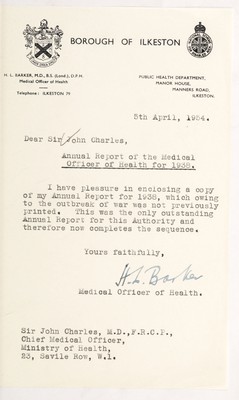 BOROUGH OF ILKESTON
H. L. BARKER, M.D., B.S. (Lond.), D.P.H.
Medical Officer of Health
Telephone : ILKESTON 79
PUBLIC HEALTH DEPARTMENT,
MANOR HOUSE,
MANNERS ROAD,
ILKESTON.
5th April, 1954.
Dear Sir John Charles,
Annual Report of the Medical
Officer of Health for 1938.
I have pleasure in enclosing a copy
of my Annual Report for 1938, which owing
to the outbreak of war was not previously
printed. This was the only outstanding
Annual Report for this Authority and
therefore now completes the sequence.
Yours faithfully,
H. L. Barker
Medical Officer of Health.
Sir John Charles, M.D., F.R.C.P.,
Chief Medical Officer,
Ministry of Health,
23, Savile Row, W.1.